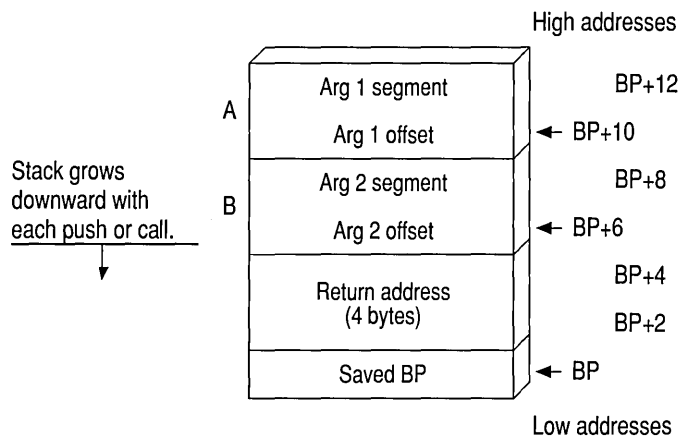 High addresses
Arg 1 segment
BP+12
A
Arg 1 offset
BP+10
Stack grows
downward with
each push or call.
Arg 2 segment
BP+8
B
Arg 2 offset
BP+6
Return address
(4 bytes)
BP+4
BP+2
Saved BP
BP
Low addresses